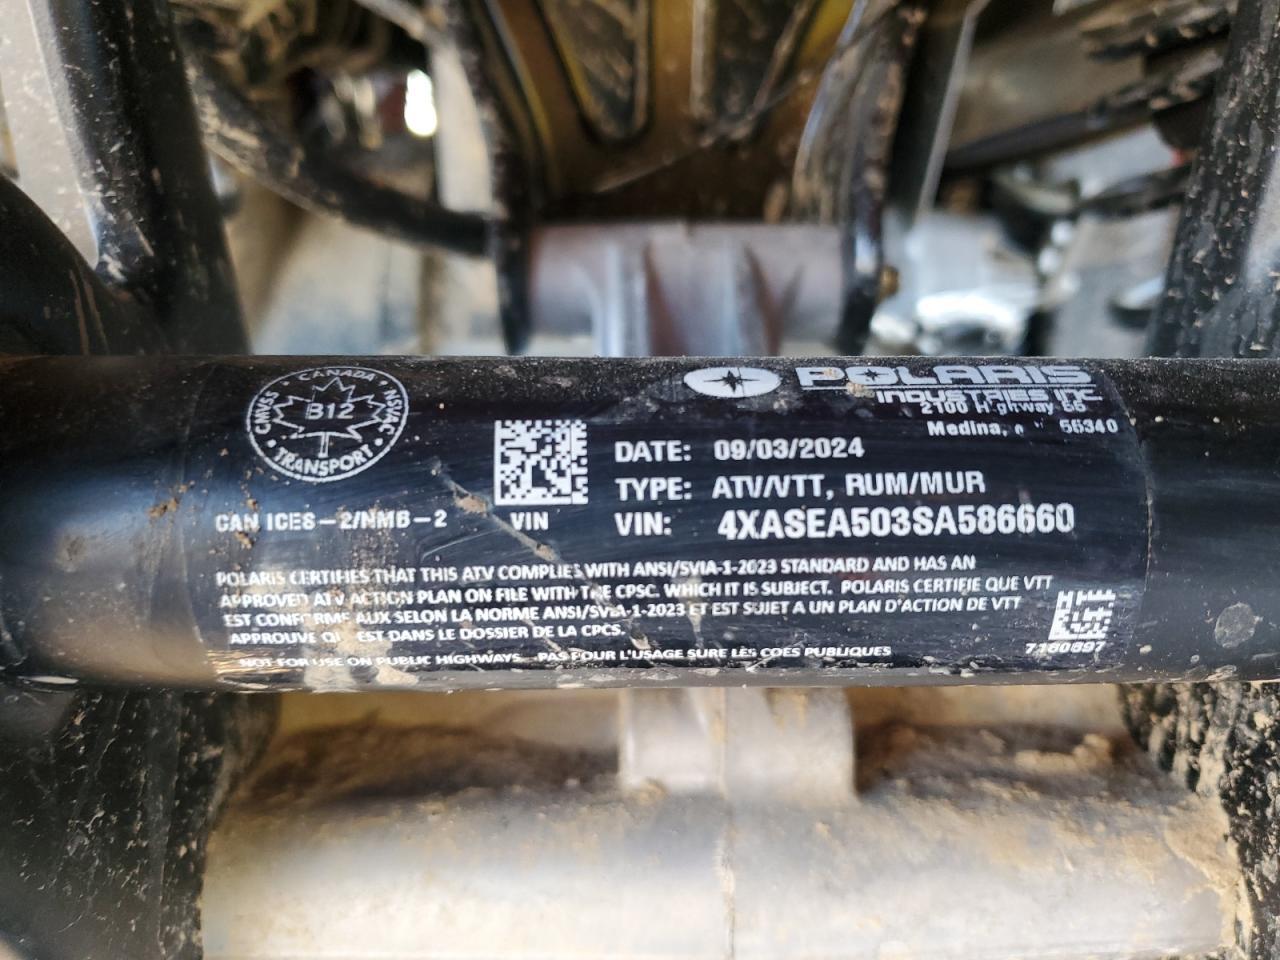 CANADA
CMVSS
B12
NSVAC
TRANSPORT
POLARIS
INDUSTRIES INC.
2100 Highway 55
Medina, 55340
DATE: 09/03/2024
TYPE: ATV/VTT, RUM/MUR
CAN ICES-2/NMB-2
VIN
VIN: 4XASEA503SA586660
POLARIS CERTIFIES THAT THIS ATV COMPLIES WITH ANSI/SVIA-1-2023 STANDARD AND HAS AN
APPROVED ATV ACTION PLAN ON FILE WITH THE CPSC. WHICH IT IS SUBJECT. POLARIS CERTIFIE QUE VTT
EST CONFORME AUX SELON LA NORME ANSI/SVIA-1-2023 ET EST SUJET A UN PLAN D'ACTION DE VTT
APPROUVE EST DANS LE DOSSIER DE LA CPCS.
NOT FOR USE ON PUBLIC HIGHWAYS. PAS POUR L'USAGE SURE LES COES PUBLIQUES
7180897